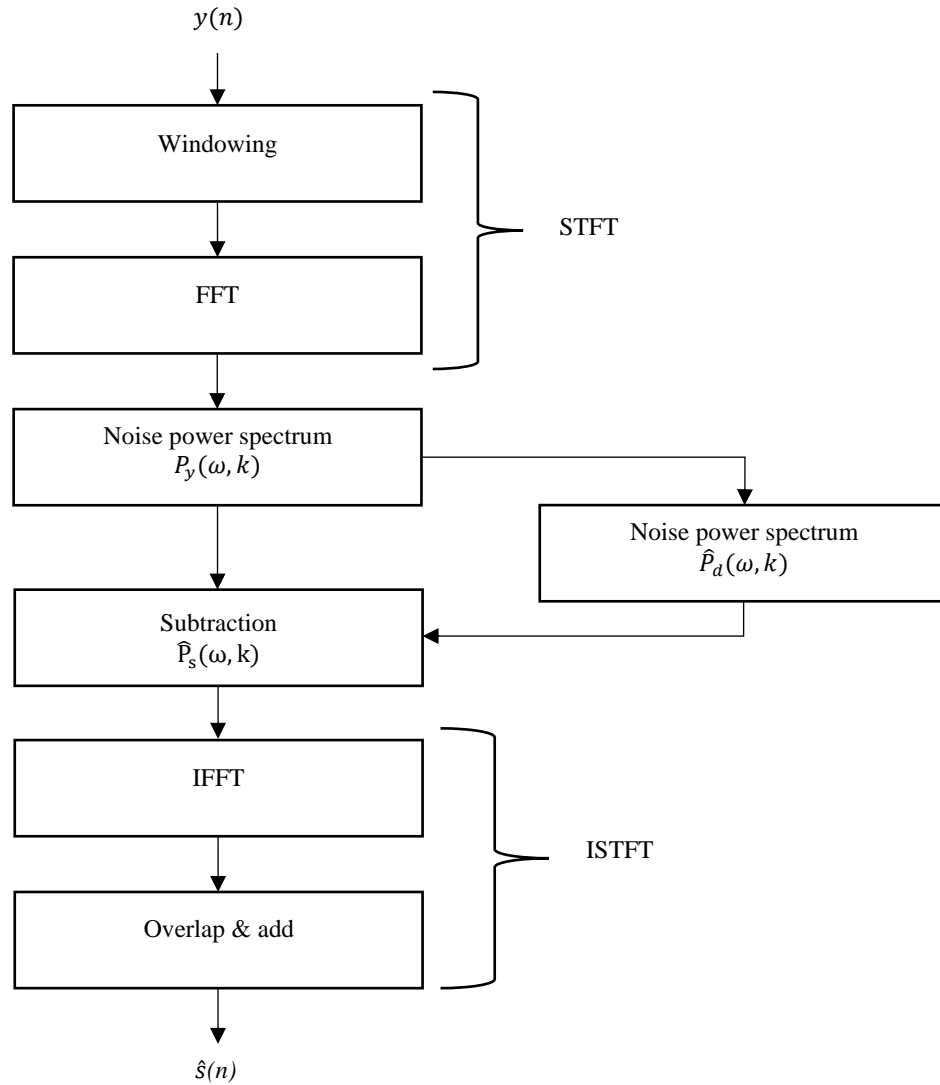 y(n)
Windowing
STFT
FFT
Noise power spectrum
P_y(ω, k)
Noise power spectrum
P̂_d(ω, k)
Subtraction
P̂_s(ω, k)
IFFT
ISTFT
Overlap & add
ŝ(n)